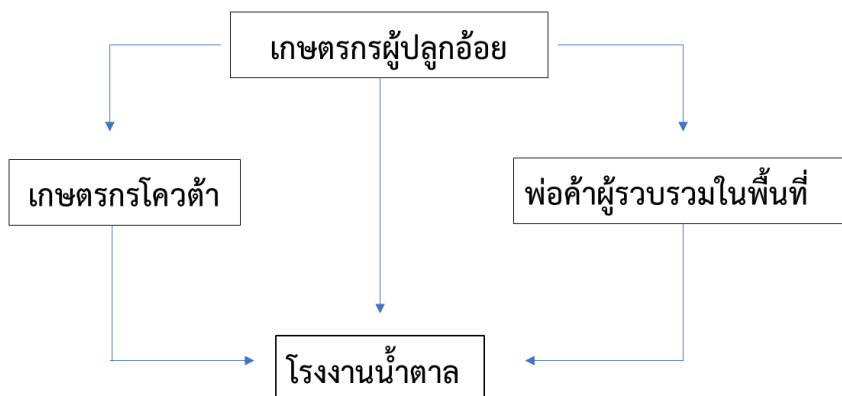 เกษตรกรผู้ปลูกอ้อย
เกษตรกรโควต้า
พ่อค้าผู้รวบรวมในพื้นที่
โรงงานน้ำตาล